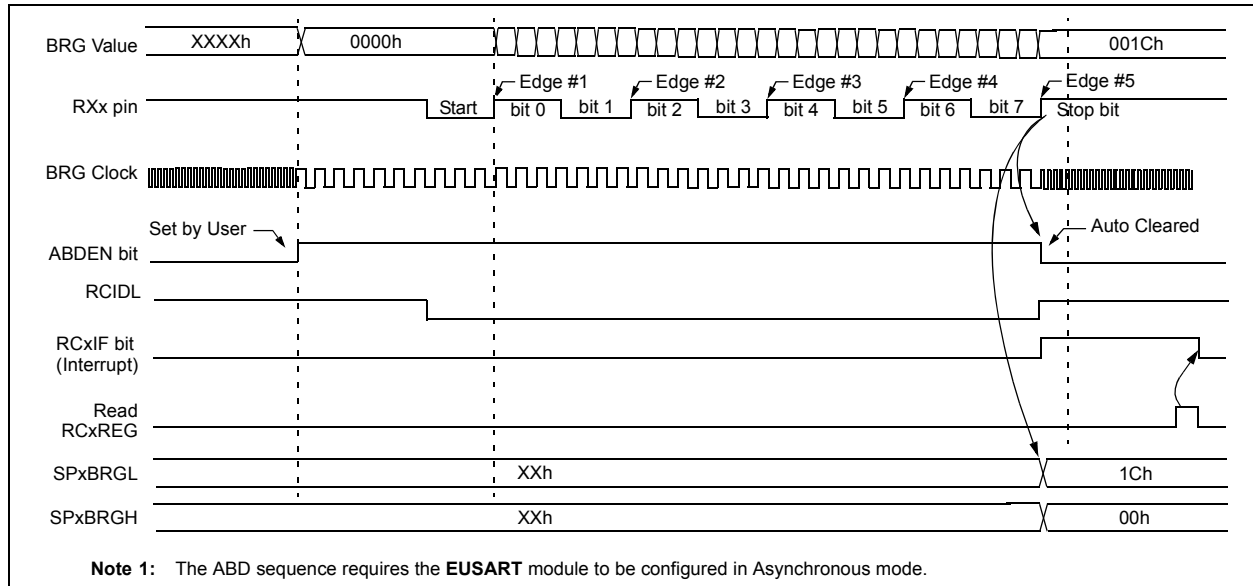 BRG Value XXXXh 0000h 001Ch
Edge #1 Edge #2 Edge #3 Edge #4 Edge #5
RXx pin Start bit 0 bit 1 bit 2 bit 3 bit 4 bit 5 bit 6 bit 7 Stop bit
BRG Clock
Set by User Auto Cleared
ABDEN bit
RCIDL
RCxIF bit
(Interrupt)
Read
RCxREG
SPxBRGL XXh 1Ch
SPxBRGH XXh 00h
Note 1: The ABD sequence requires the EUSART module to be configured in Asynchronous mode.